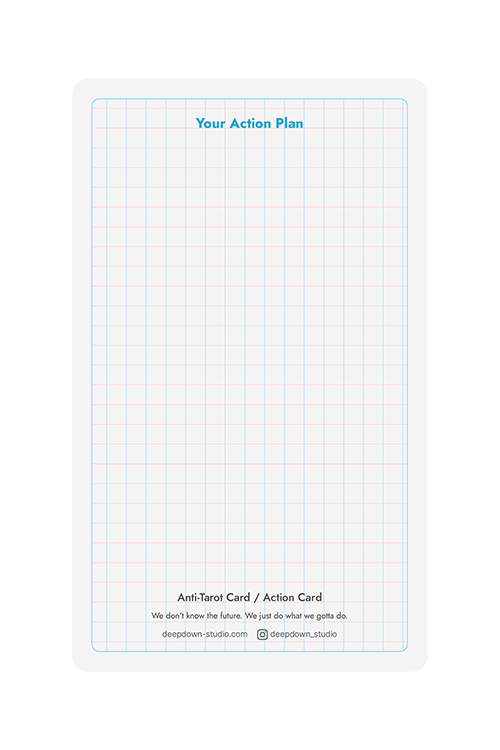 Your Action Plan
Anti-Tarot Card / Action Card
We don't know the future. We just do what we gotta do.
deepdown-studio.com deepdown_studio